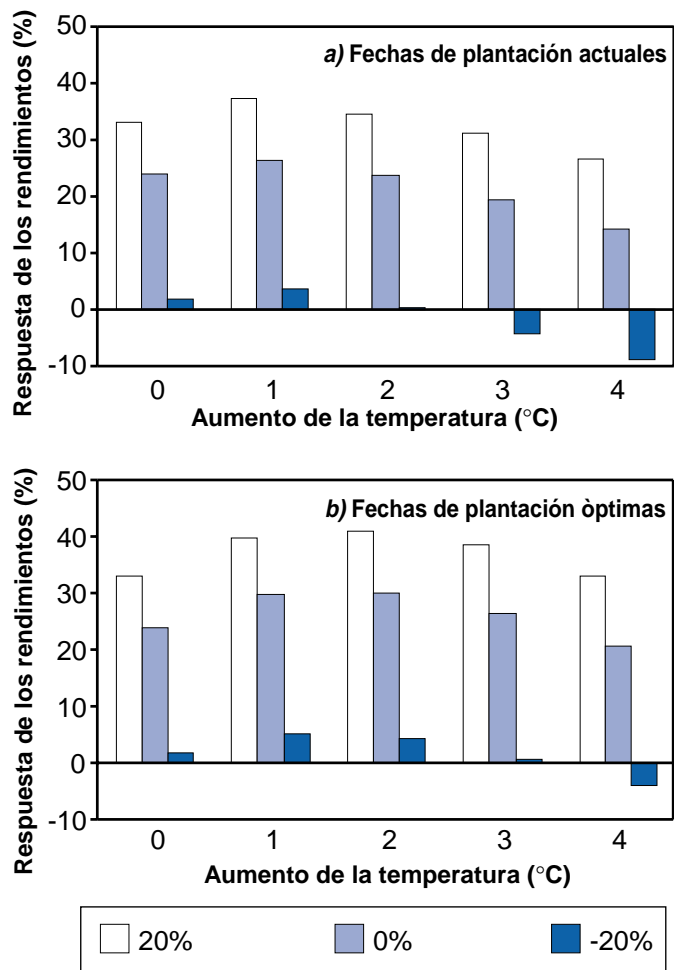 a) Fechas de plantación actuales
Respuesta de los rendimientos (%)
50
40
30
20
10
0
-10
0 1 2 3 4
Aumento de la temperatura (°C)
b) Fechas de plantación òptimas
Respuesta de los rendimientos (%)
50
40
30
20
10
0
-10
0 1 2 3 4
Aumento de la temperatura (°C)
20% 0% -20%